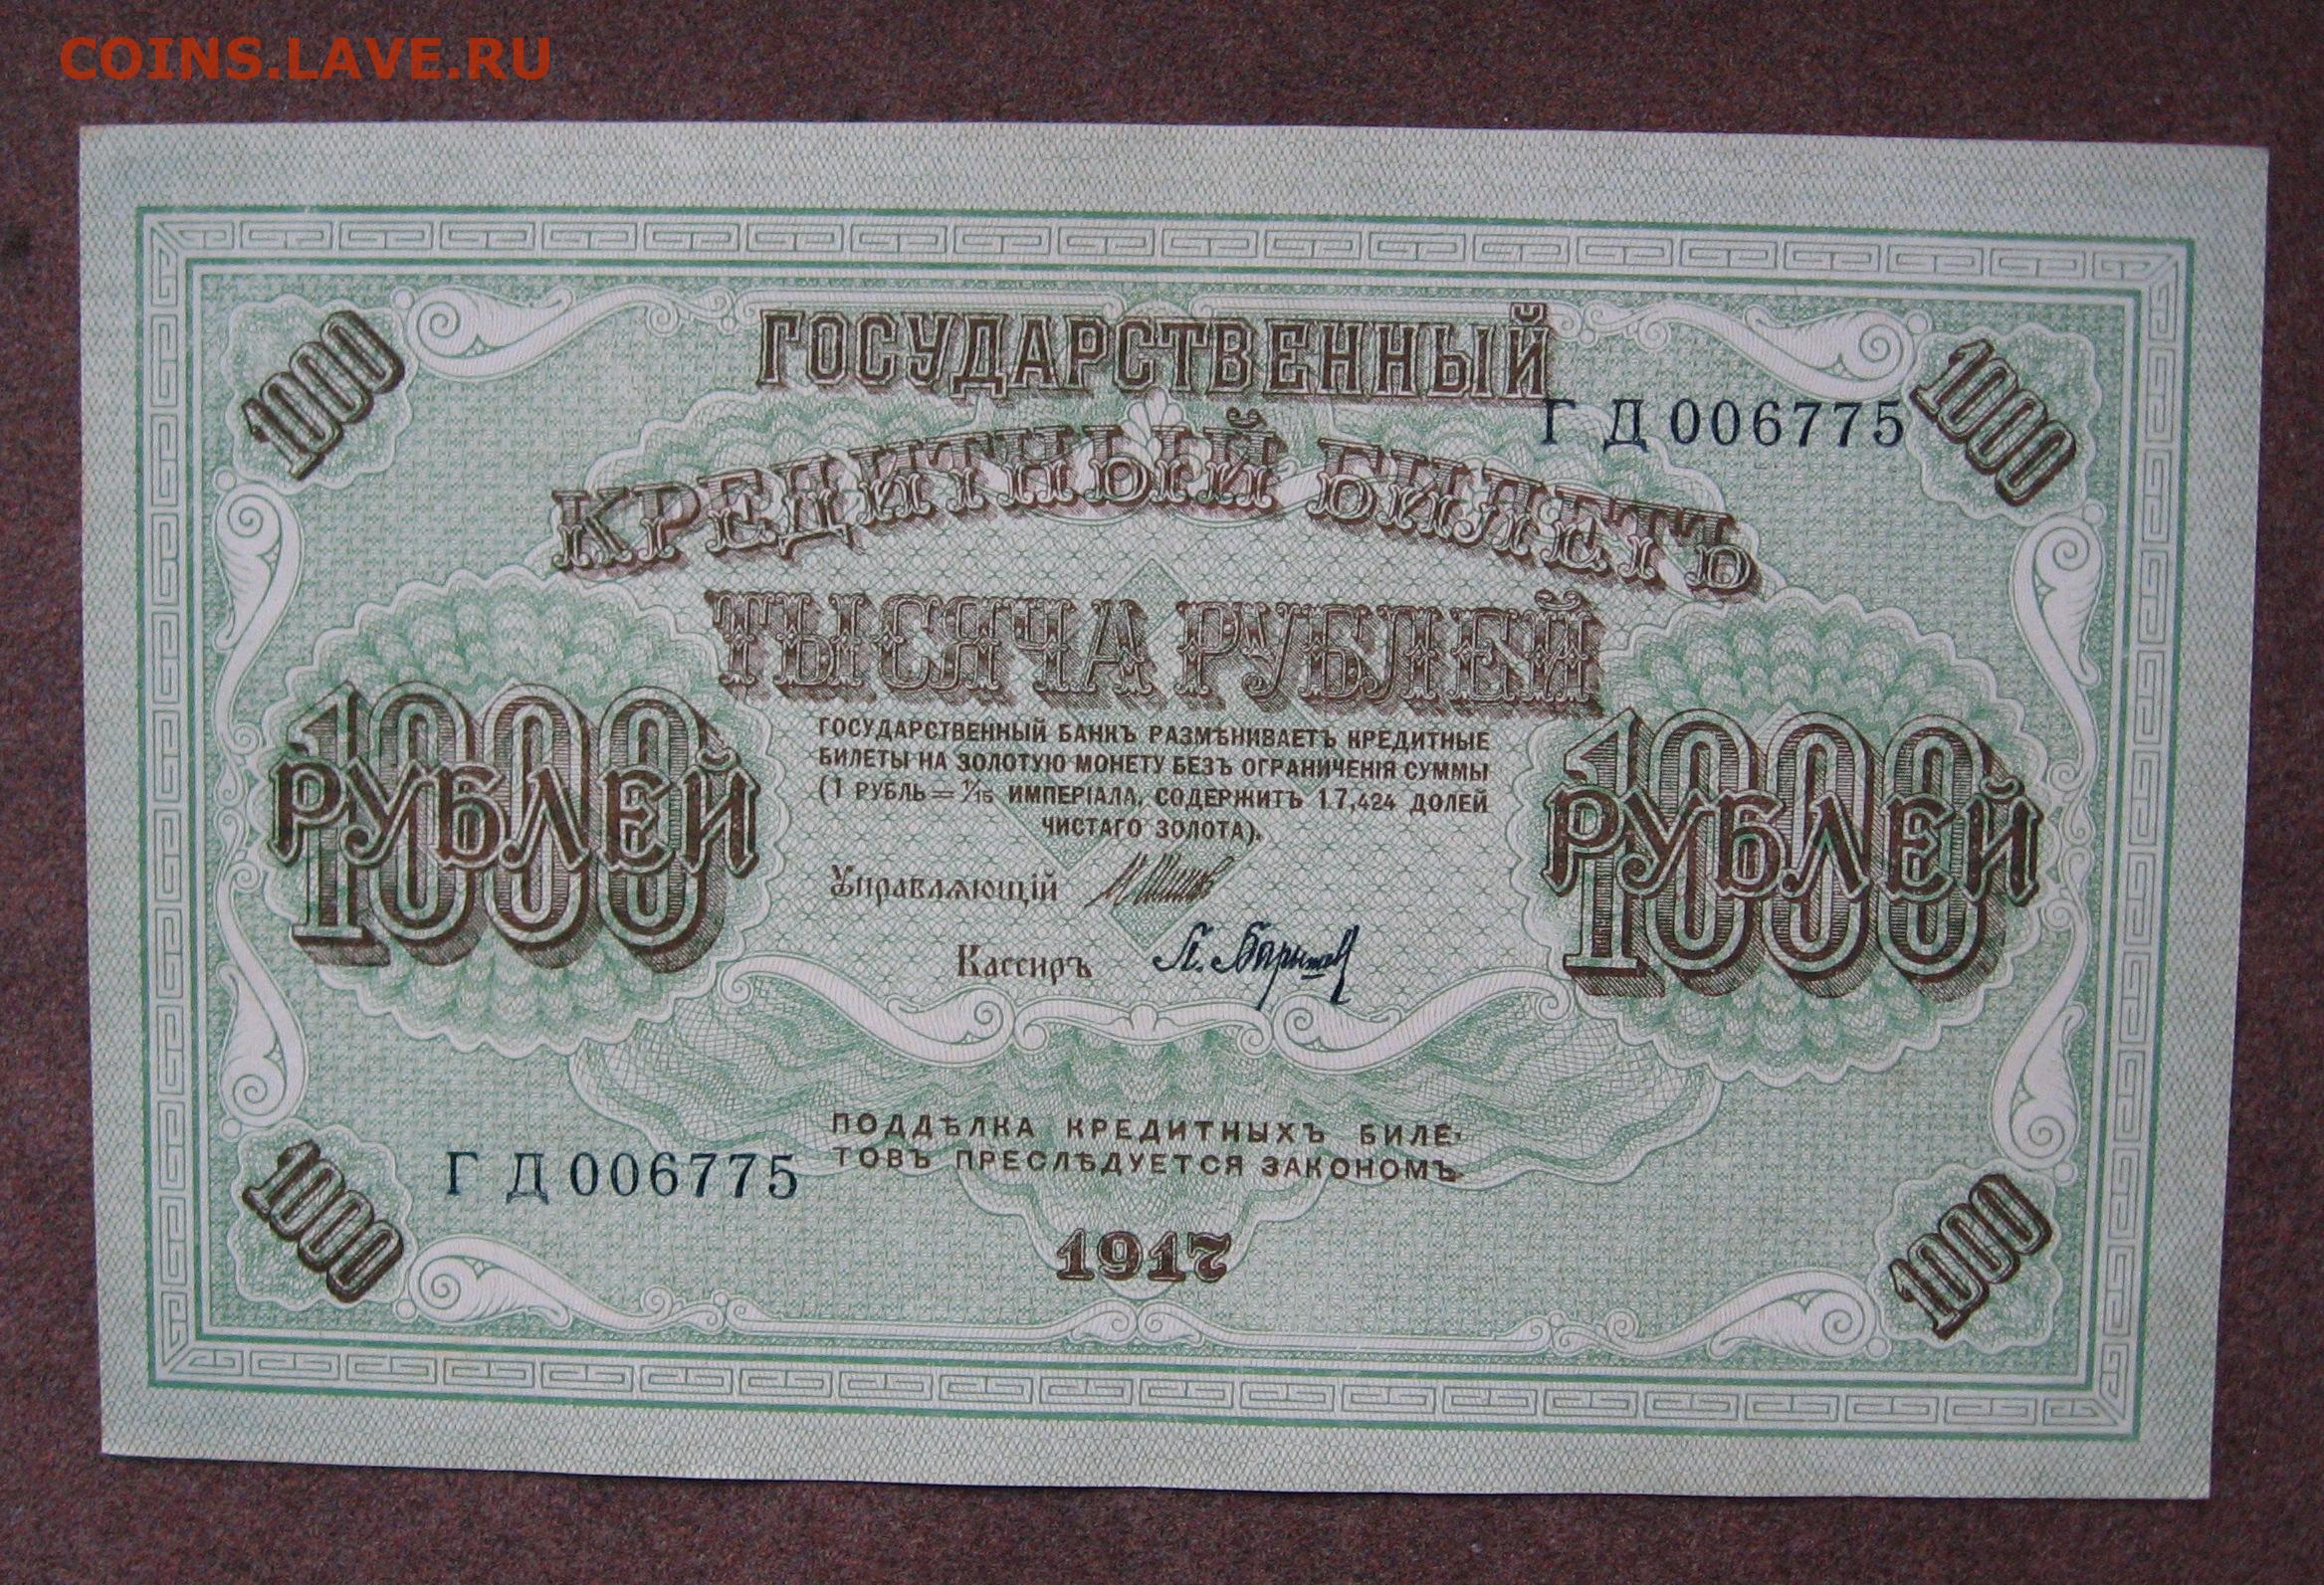 COINS.LAVE.RU
1000
1000
ГОСУДАРСТВЕННЫЙ
ГД 006775
КРЕДИТНЫЙ БИЛЕТЪ
ТЫСЯЧА РУБЛЕЙ
1000
РУБЛЕЙ
1000
РУБЛЕЙ
ГОСУДАРСТВЕННЫЙ БАНКЪ РАЗМѢНИВАЕТЪ КРЕДИТНЫЕ
БИЛЕТЫ НА ЗОЛОТУЮ МОНЕТУ БЕЗЪ ОГРАНИЧЕНІЯ СУММЫ
(1 РУБЛЬ = 1/15 ИМПЕРІАЛА, СОДЕРЖИТЪ 17,424 ДОЛЕЙ
ЧИСТАГО ЗОЛОТА).
Управляющій
Кассиръ
ПОДДѢЛКА КРЕДИТНЫХЪ БИЛЕ-
ТОВЪ ПРЕСЛѢДУЕТСЯ ЗАКОНОМЪ.
ГД 006775
1917
1000
1000